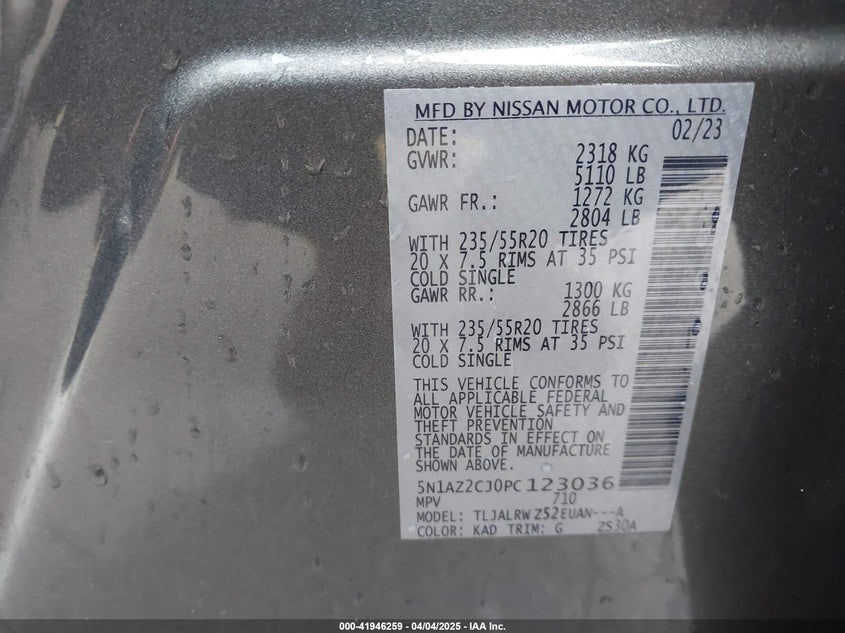 MFD BY NISSAN MOTOR CO., LTD.
DATE: 02/23
GVWR: 2318 KG
5110 LB
GAWR FR.: 1272 KG
2804 LB
WITH 235/55R20 TIRES
20 X 7.5 RIMS AT 35 PSI
COLD SINGLE
GAWR RR.: 1300 KG
2866 LB
WITH 235/55R20 TIRES
20 X 7.5 RIMS AT 35 PSI
COLD SINGLE
THIS VEHICLE CONFORMS TO
ALL APPLICABLE FEDERAL
MOTOR VEHICLE SAFETY AND
THEFT PREVENTION
STANDARDS IN EFFECT ON
THE DATE OF MANUFACTURE
SHOWN ABOVE.
5N1AZ2CJ0PC123036
MPV 710
MODEL: TLJALRWZS2EUAN---A
COLOR: KAD TRIM: G ZS30A
000-41946259 - 04/04/2025 - IAA Inc.